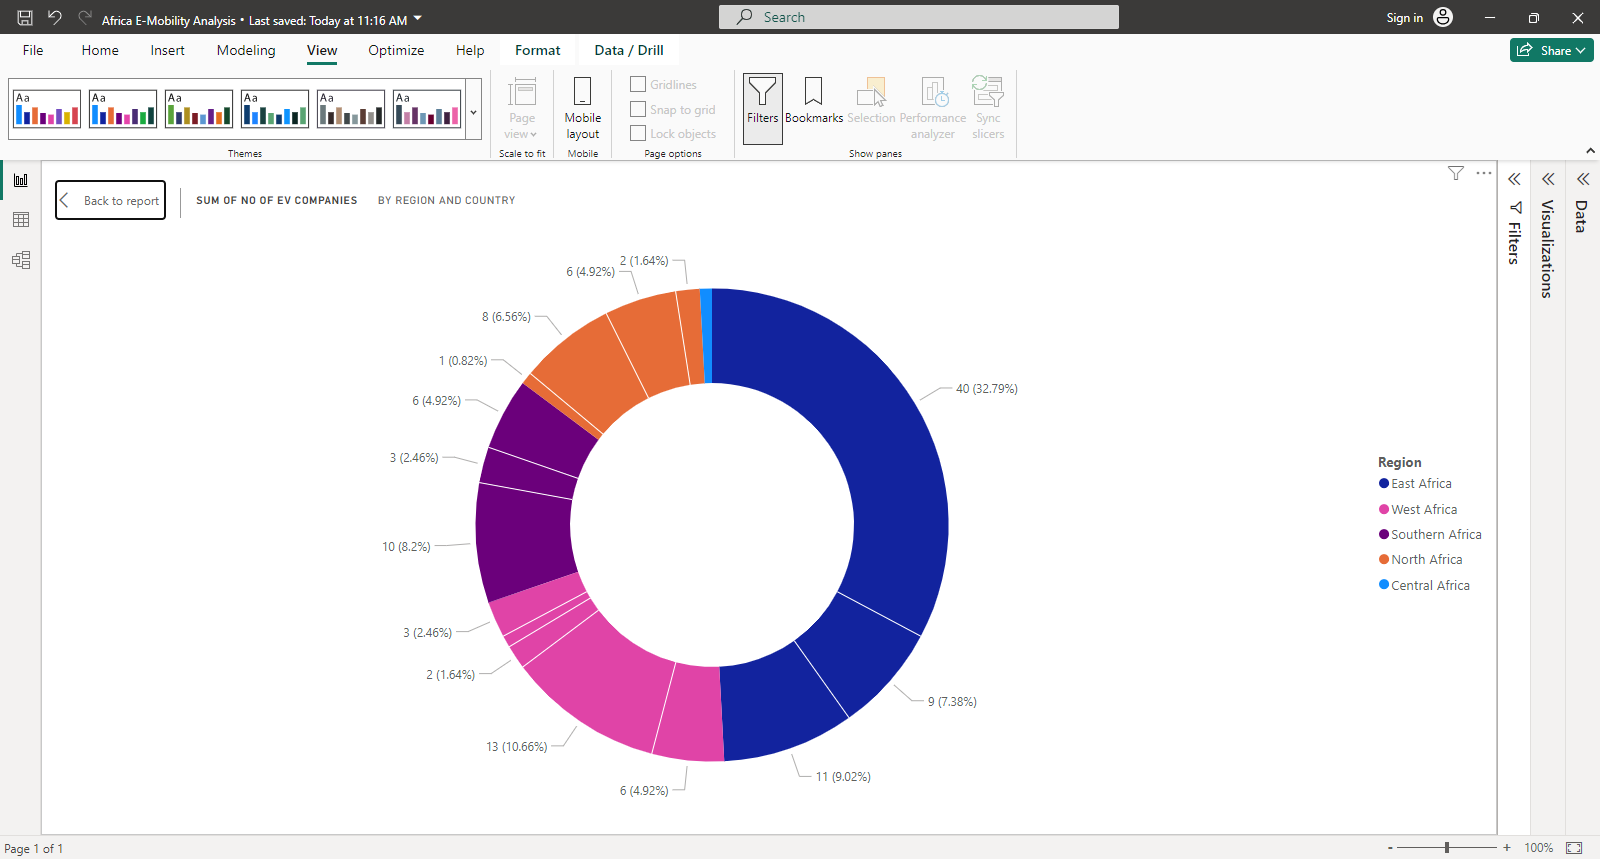 Africa E-Mobility Analysis • Last saved: Today at 11:16 AM
Search
Sign in
File
Home
Insert
Modeling
View
Optimize
Help
Format
Data / Drill
Share
Aa
Aa
Aa
Aa
Aa
Aa
Themes
Page view
Scale to fit
Mobile layout
Mobile
Gridlines
Snap to grid
Lock objects
Page options
Filters
Bookmarks
Selection
Performance analyzer
Sync slicers
Show panes
Back to report
SUM OF NO OF EV COMPANIES
BY REGION AND COUNTRY
2 (1.64%)
6 (4.92%)
8 (6.56%)
1 (0.82%)
6 (4.92%)
3 (2.46%)
10 (8.2%)
3 (2.46%)
2 (1.64%)
13 (10.66%)
6 (4.92%)
11 (9.02%)
9 (7.38%)
40 (32.79%)
Region
East Africa
West Africa
Southern Africa
North Africa
Central Africa
Filters
Visualizations
Data
Page 1 of 1
- + 100%